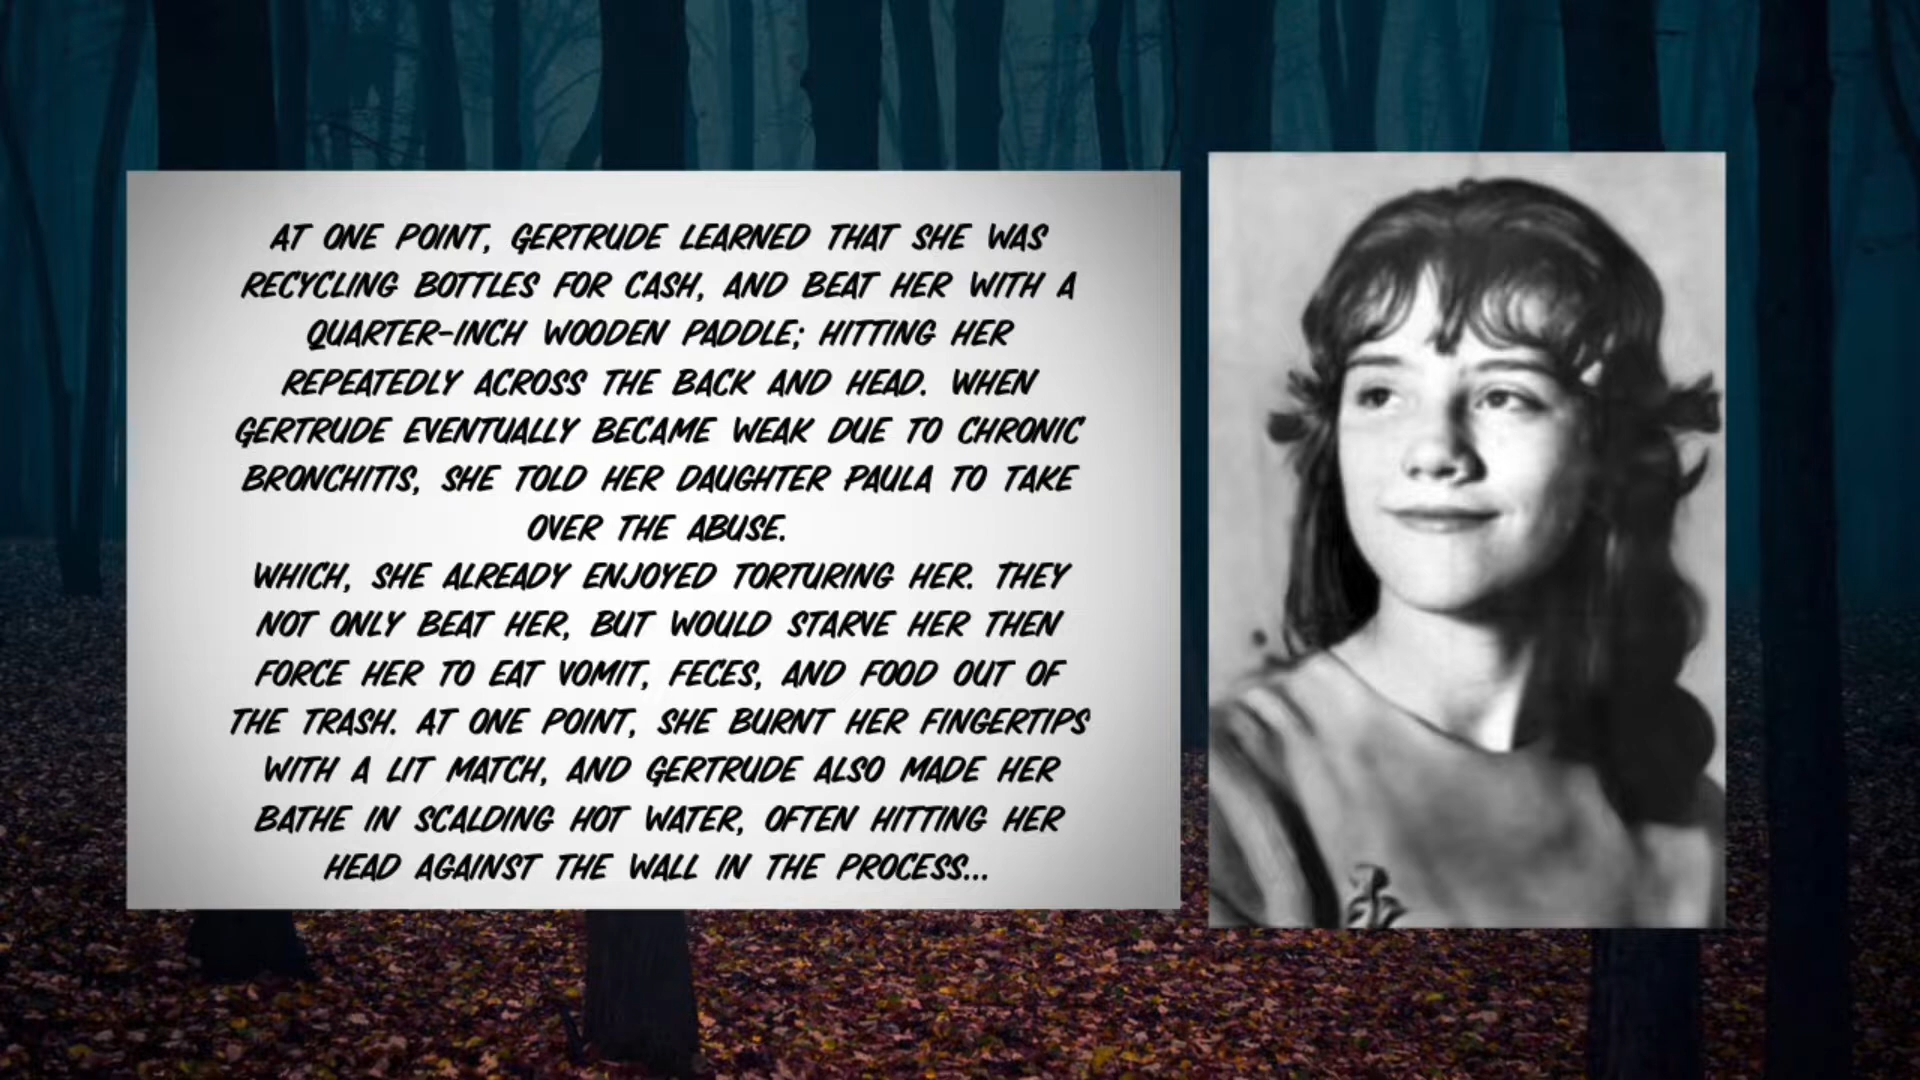 AT ONE POINT, GERTRUDE LEARNED THAT SHE WAS
RECYCLING BOTTLES FOR CASH, AND BEAT HER WITH A
QUARTER-INCH WOODEN PADDLE; HITTING HER
REPEATEDLY ACROSS THE BACK AND HEAD. WHEN
GERTRUDE EVENTUALLY BECAME WEAK DUE TO CHRONIC
BRONCHITIS, SHE TOLD HER DAUGHTER PAULA TO TAKE
OVER THE ABUSE.
WHICH, SHE ALREADY ENJOYED TORTURING HER. THEY
NOT ONLY BEAT HER, BUT WOULD STARVE HER THEN
FORCE HER TO EAT VOMIT, FECES, AND FOOD OUT OF
THE TRASH. AT ONE POINT, SHE BURNT HER FINGERTIPS
WITH A LIT MATCH, AND GERTRUDE ALSO MADE HER
BATHE IN SCALDING HOT WATER, OFTEN HITTING HER
HEAD AGAINST THE WALL IN THE PROCESS...